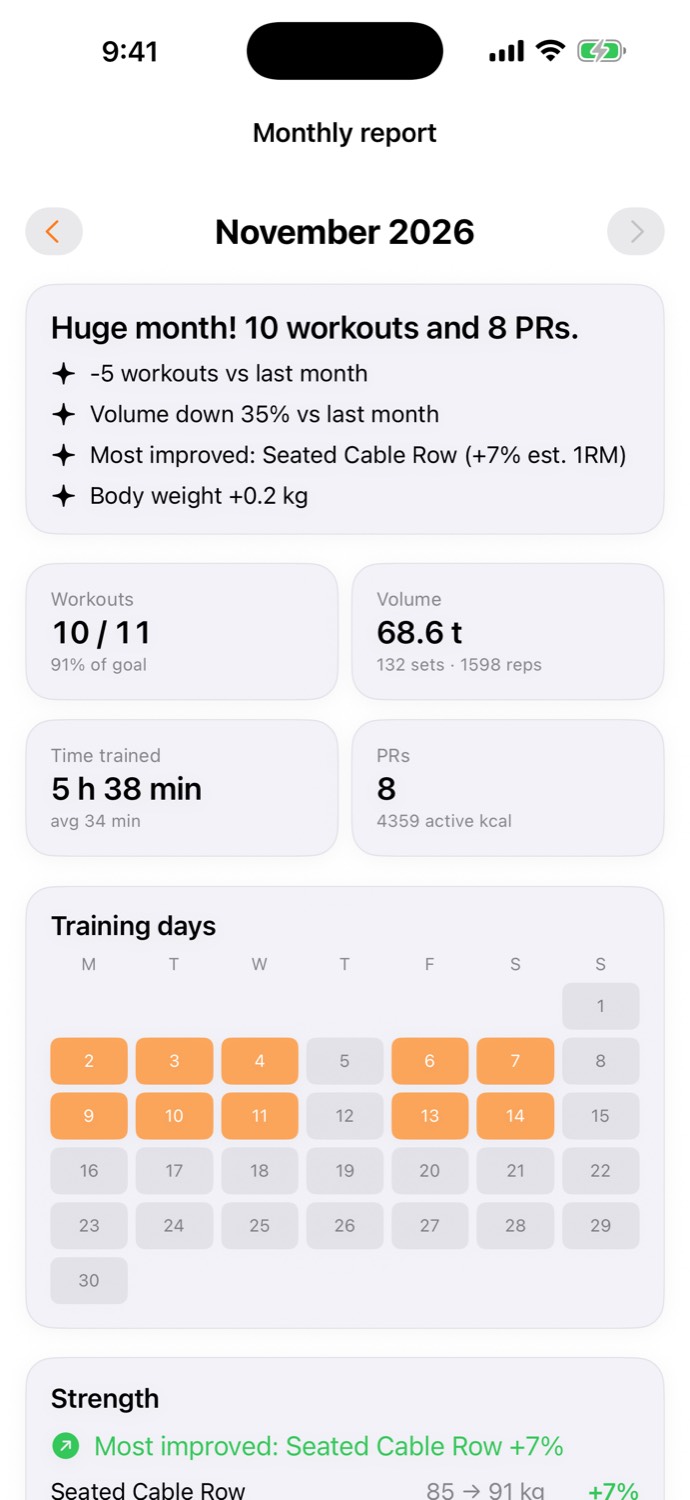 9:41
Monthly report
November 2026
Huge month! 10 workouts and 8 PRs.
-5 workouts vs last month
Volume down 35% vs last month
Most improved: Seated Cable Row (+7% est. 1RM)
Body weight +0.2 kg
Workouts
10 / 11
91% of goal
Volume
68.6 t
132 sets · 1598 reps
Time trained
5 h 38 min
avg 34 min
PRs
8
4359 active kcal
Training days
M T W T F S S
1
2 3 4 5 6 7 8
9 10 11 12 13 14 15
16 17 18 19 20 21 22
23 24 25 26 27 28 29
30
Strength
Most improved: Seated Cable Row +7%
Seated Cable Row 85 → 91 kg +7%